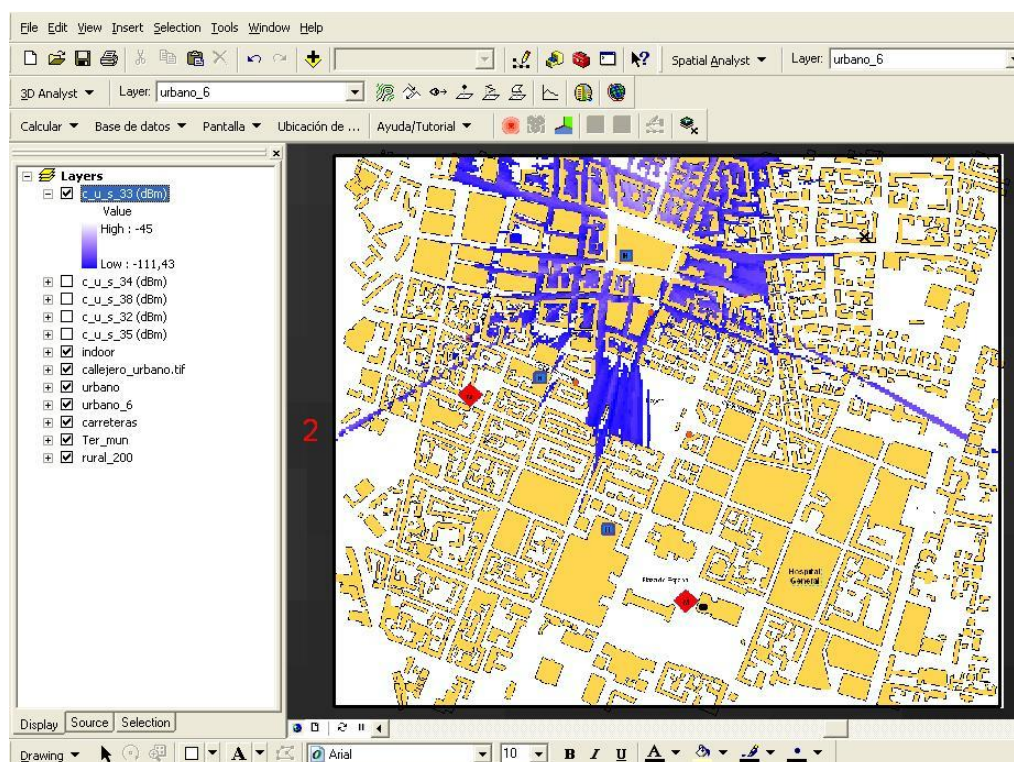 File Edit View Insert Selection Tools Window Help
Spatial Analyst Layer: urbano_6
3D Analyst Layer: urbano_6
Calcular Base de datos Pantalla Ubicación de ... Ayuda/Tutorial
Layers
c_u_s_33 (dBm)
Value
High : -45
Low : -111,43
c_u_s_34 (dBm)
c_u_s_38 (dBm)
c_u_s_32 (dBm)
c_u_s_35 (dBm)
indoor
callejero_urbano.tif
urbano
urbano_6
carreteras
Ter_mun
rural_200
2
Hospital
General
Display Source Selection
Drawing Arial 10 B I U A